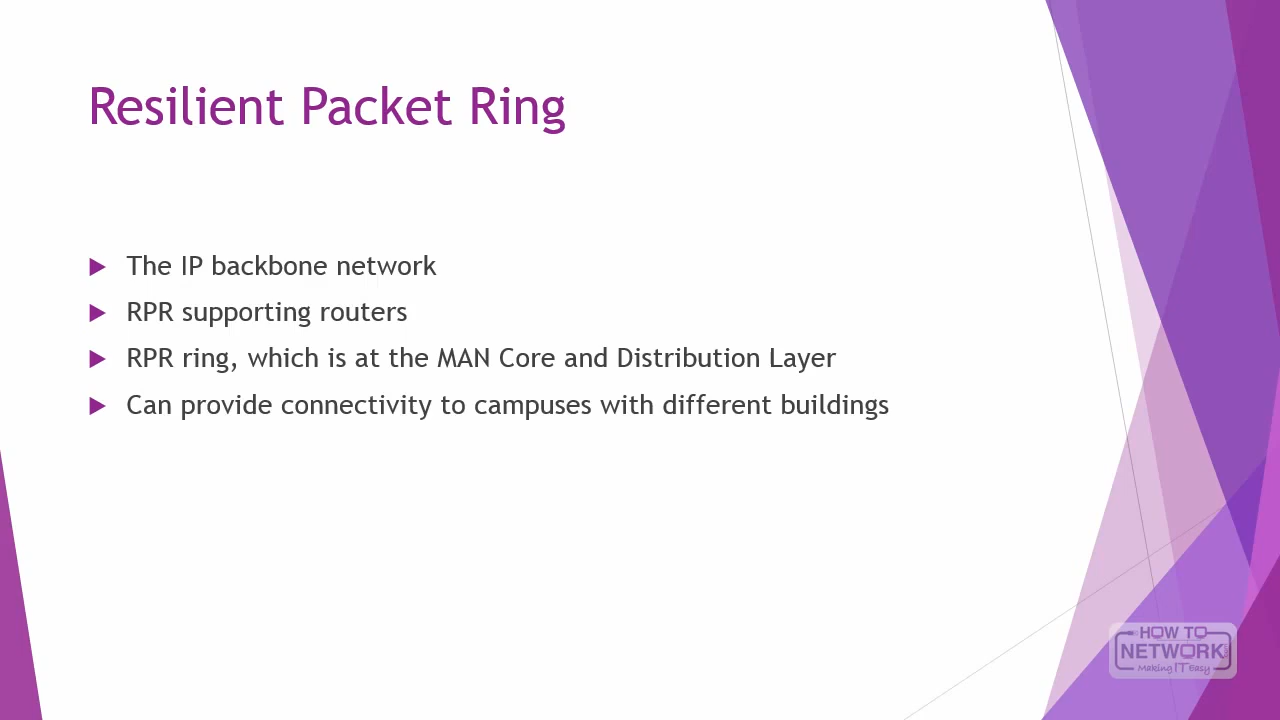 Resilient Packet Ring
The IP backbone network
RPR supporting routers
RPR ring, which is at the MAN Core and Distribution Layer
Can provide connectivity to campuses with different buildings
HOW TO
NETWORK
Making IT Easy